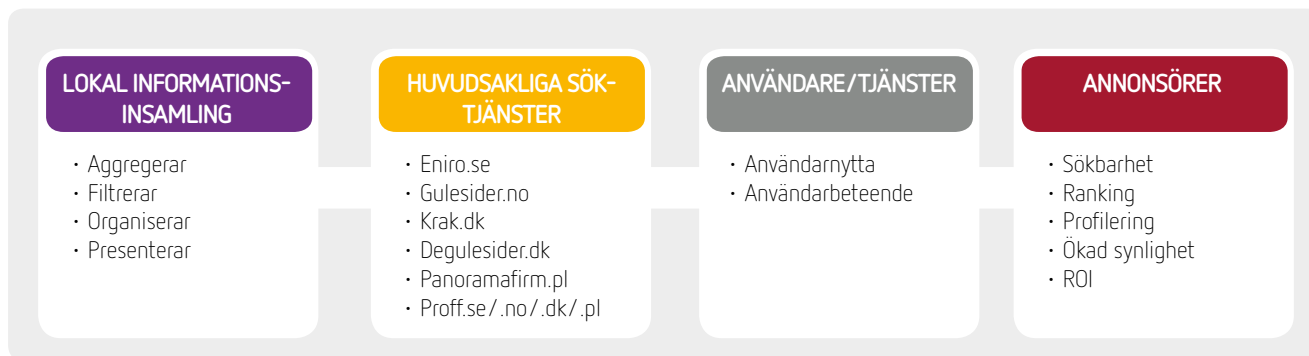 LOKAL INFORMATIONS-
INSAMLING
· Aggregerar
· Filtrerar
· Organiserar
· Presenterar
HUVUDSAKLIGA SÖK-
TJÄNSTER
· Eniro.se
· Gulesider.no
· Krak.dk
· Degulesider.dk
· Panoramafirm.pl
· Proff.se/.no/.dk/.pl
ANVÄNDARE/TJÄNSTER
· Användarnytta
· Användarbeteende
ANNONSÖRER
· Sökbarhet
· Ranking
· Profilering
· Ökad synlighet
· ROI